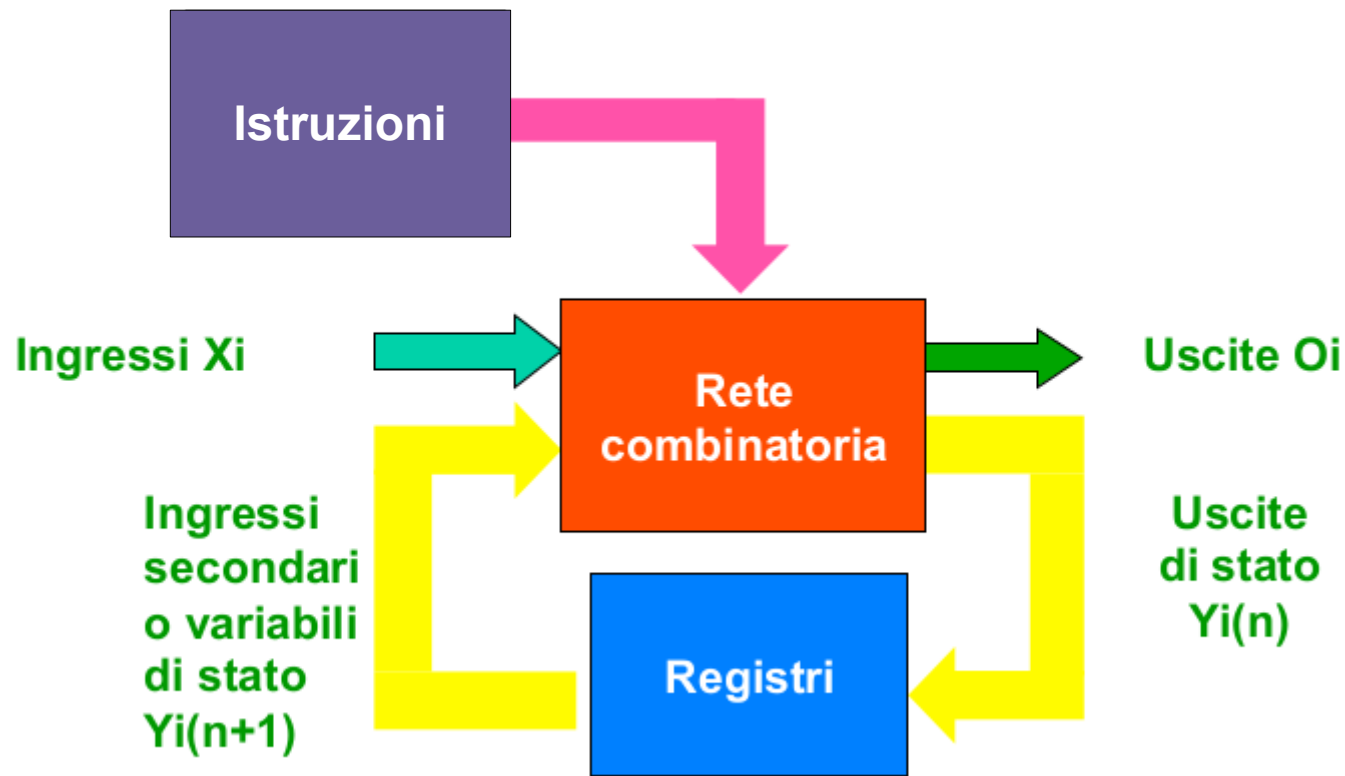 Istruzioni
Ingressi Xi
Rete
combinatoria
Uscite Oi
Ingressi
secondari
o variabili
di stato
Yi(n+1)
Registri
Uscite
di stato
Yi(n)